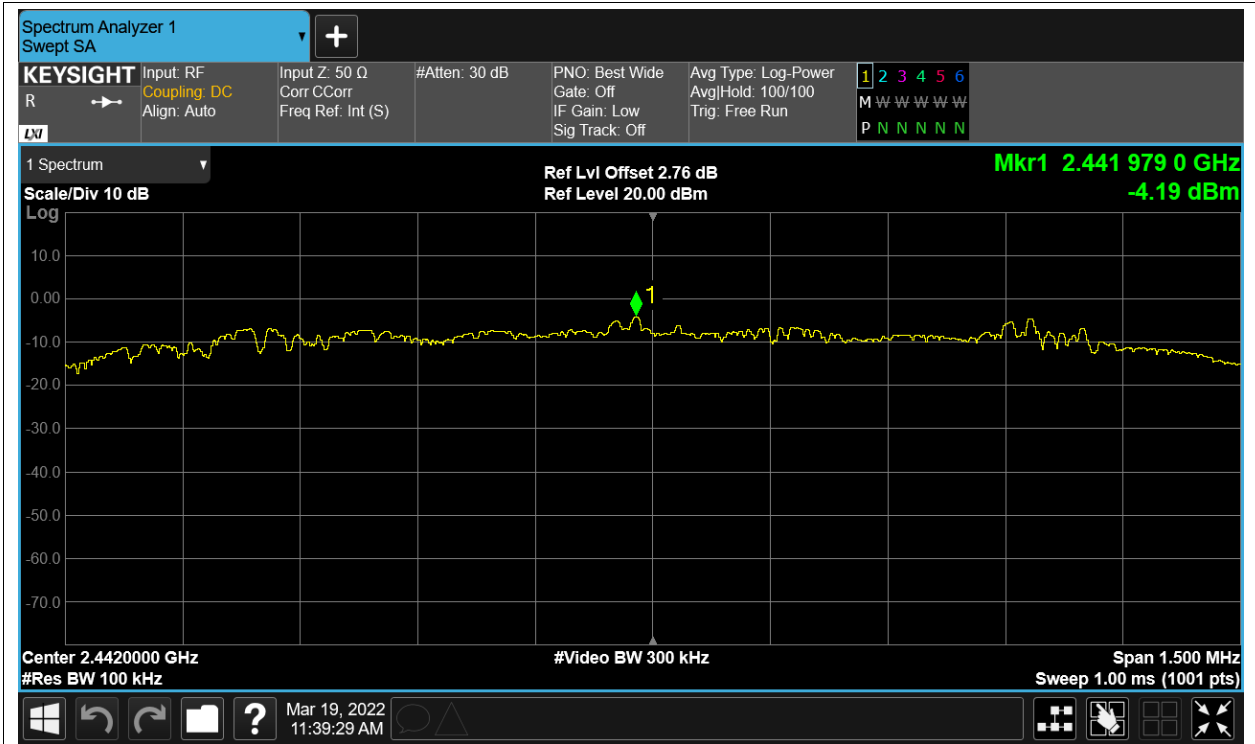 Spectrum Analyzer 1
Swept SA
KEYSIGHT
R
LXI
Input: RF
Coupling: DC
Align: Auto
Input Z: 50 Ω
Corr CCorr
Freq Ref: Int (S)
#Atten: 30 dB
PNO: Best Wide
Gate: Off
IF Gain: Low
Sig Track: Off
Avg Type: Log-Power
Avg|Hold: 100/100
Trig: Free Run
1 2 3 4 5 6
M W W W W W
P N N N N N
1 Spectrum
Scale/Div 10 dB
Log
Ref Lvl Offset 2.76 dB
Ref Level 20.00 dBm
Mkr1 2.441 979 0 GHz
-4.19 dBm
10.0
0.00
-10.0
-20.0
-30.0
-40.0
-50.0
-60.0
-70.0
1
Center 2.4420000 GHz
#Res BW 100 kHz
#Video BW 300 kHz
Span 1.500 MHz
Sweep 1.00 ms (1001 pts)
?
Mar 19, 2022
11:39:29 AM